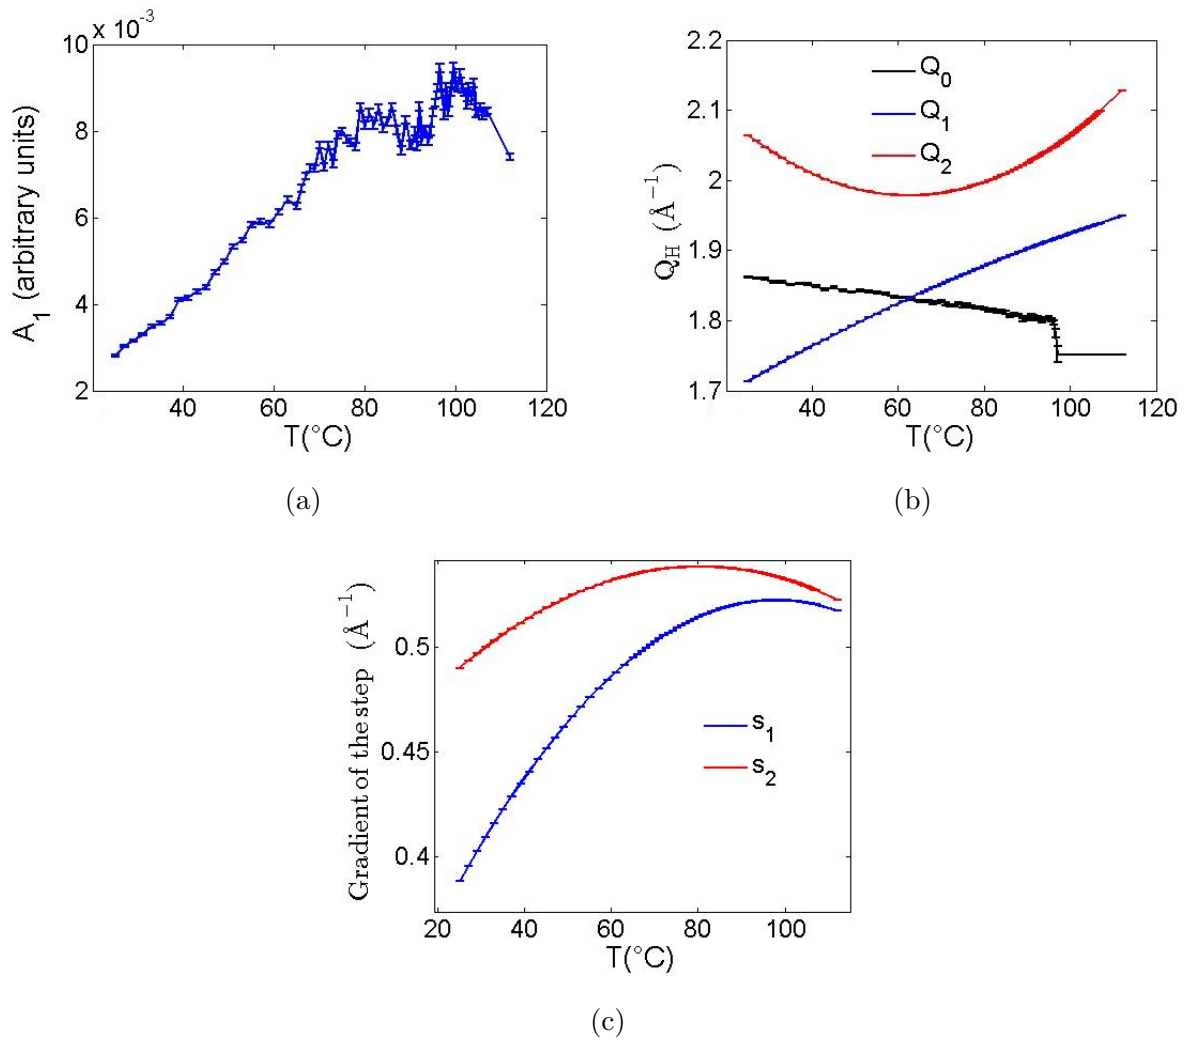 x 10⁻³
10
8
6
4
2
40 60 80 100 120
A₁ (arbitrary units)
T(°C)
(a)
2.2
2.1
2
1.9
1.8
1.7
40 60 80 100 120
Q_H (Å⁻¹)
T(°C)
Q₀
Q₁
Q₂
(b)
0.5
0.45
0.4
20 40 60 80 100
Gradient of the step (Å⁻¹)
T(°C)
s₁
s₂
(c)